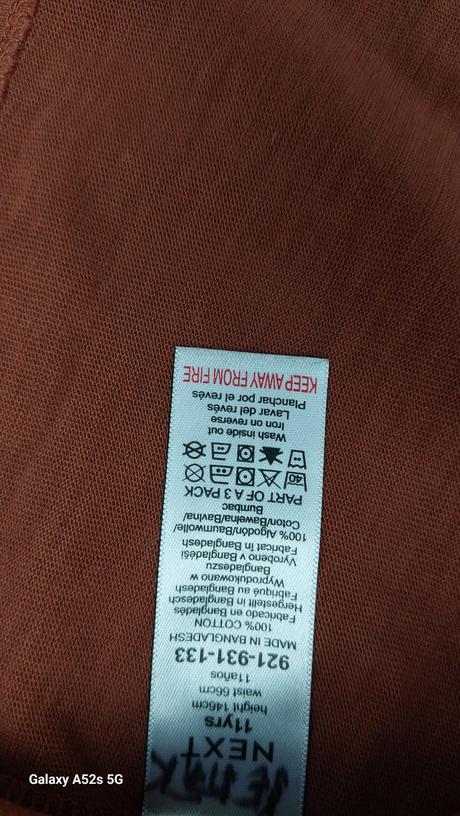 NEXT
11yrs
height 146cm
waist 66cm
11años
921-931-133
MADE IN BANGLADESH
100% COTTON
Fabricado en Bangladés
Hergestellt in Bangladesch
Fabriqué au Bangladesh
Wyprodukowano w
Bangladeszu
Vyrobeno v Bangladéši
Fabricat în Bangladesh
100% Algodón/Baumwolle/
Coton/Bawełna/Bavlna/
Bumbac
PART OF A 3 PACK
40
Wash inside out
Iron on reverse
Lavar del revés
Planchar por el revés
KEEP AWAY FROM FIRE
Galaxy A52s 5G